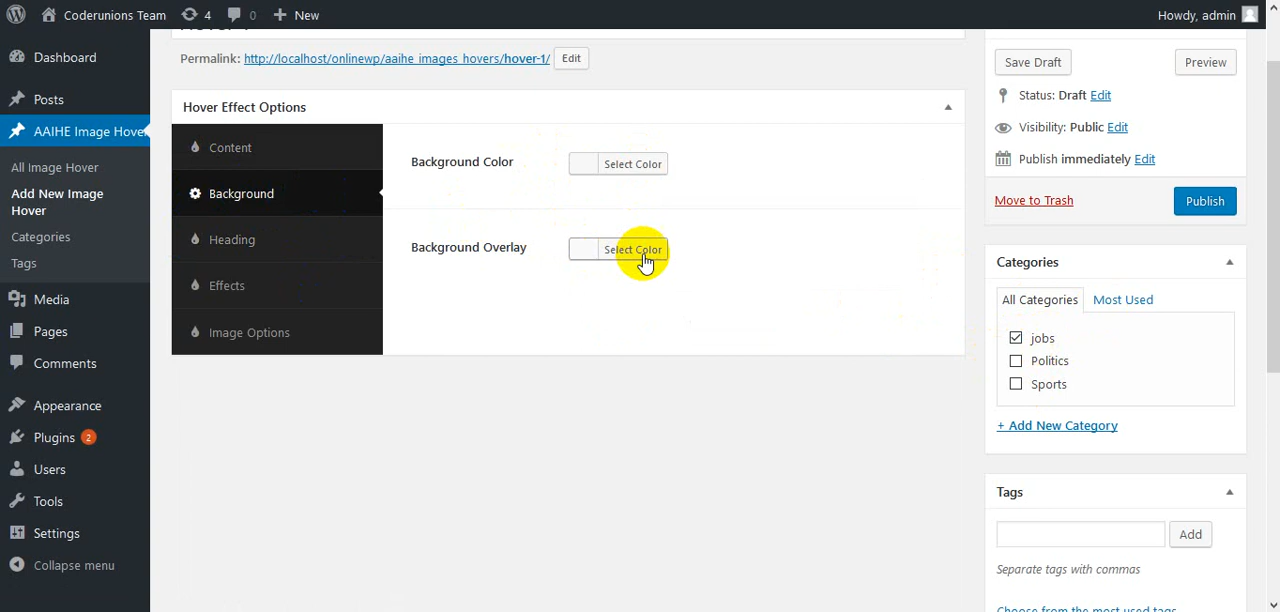 Coderunions Team 4 0 New Howdy, admin
Dashboard
Posts
AAIHE Image Hover
All Image Hover
Add New Image
Hover
Categories
Tags
Media
Pages
Comments
Appearance
Plugins 2
Users
Tools
Settings
Collapse menu
Permalink: http://localhost/onlinewp/aaihe_images_hovers/hover-1/ Edit
Hover Effect Options
Content
Background
Heading
Effects
Image Options
Background Color Select Color
Background Overlay Select Color
Save Draft Preview
Status: Draft Edit
Visibility: Public Edit
Publish immediately Edit
Move to Trash Publish
Categories
All Categories Most Used
jobs
Politics
Sports
+ Add New Category
Tags
Add
Separate tags with commas
Choose from the most used tags